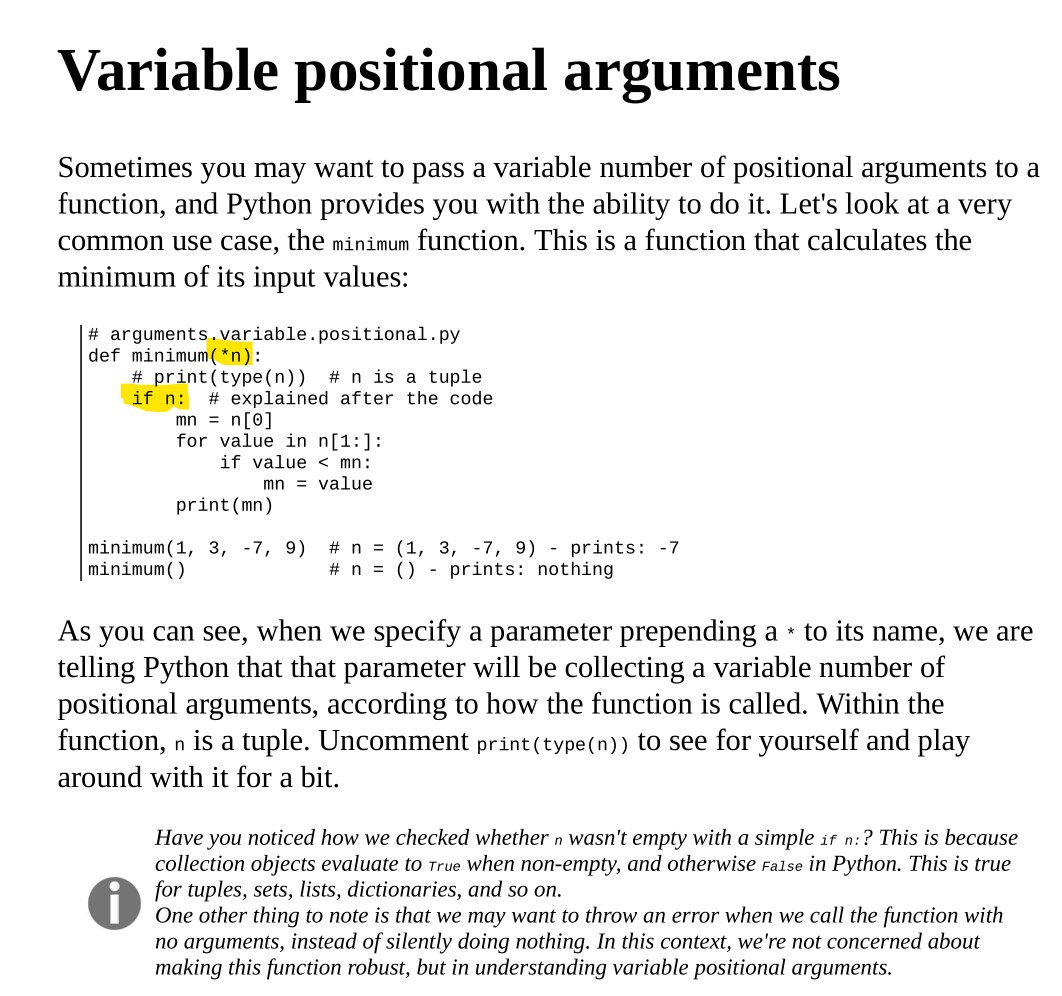 Variable positional arguments
Sometimes you may want to pass a variable number of positional arguments to a
function, and Python provides you with the ability to do it. Let's look at a very
common use case, the minimum function. This is a function that calculates the
minimum of its input values:
# arguments.variable.positional.py
def minimum(*n):
    # print(type(n))  # n is a tuple
    if n:  # explained after the code
        mn = n[0]
        for value in n[1:]:
            if value < mn:
                mn = value
        print(mn)

minimum(1, 3, -7, 9)  # n = (1, 3, -7, 9) - prints: -7
minimum()             # n = () - prints: nothing
As you can see, when we specify a parameter prepending a * to its name, we are
telling Python that that parameter will be collecting a variable number of
positional arguments, according to how the function is called. Within the
function, n is a tuple. Uncomment print(type(n)) to see for yourself and play
around with it for a bit.
Have you noticed how we checked whether n wasn't empty with a simple if n:? This is because
collection objects evaluate to True when non-empty, and otherwise False in Python. This is true
for tuples, sets, lists, dictionaries, and so on.
One other thing to note is that we may want to throw an error when we call the function with
no arguments, instead of silently doing nothing. In this context, we're not concerned about
making this function robust, but in understanding variable positional arguments.